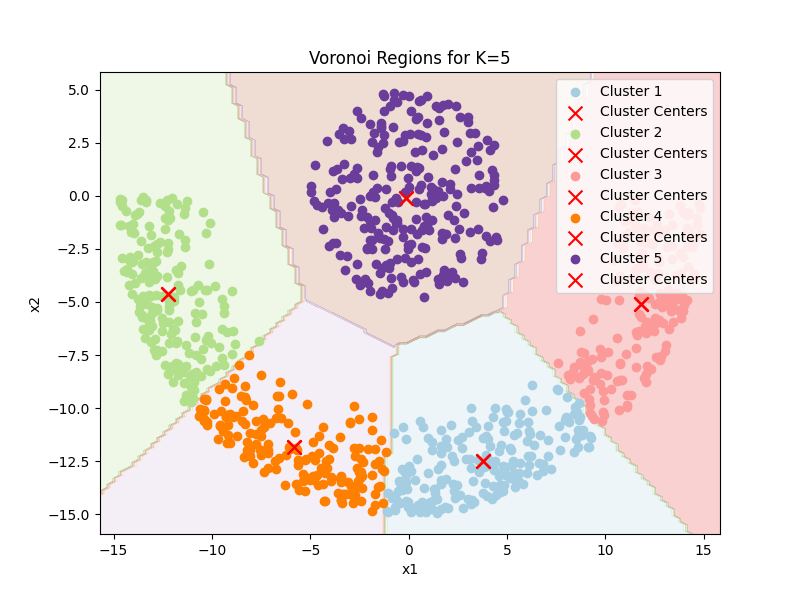 Voronoi Regions for K=5
5.0
2.5
0.0
−2.5
−5.0
−7.5
−10.0
−12.5
−15.0
x2
Cluster 1
Cluster Centers
Cluster 2
Cluster Centers
Cluster 3
Cluster Centers
Cluster 4
Cluster Centers
Cluster 5
Cluster Centers
−15
−10
−5
0
5
10
15
x1